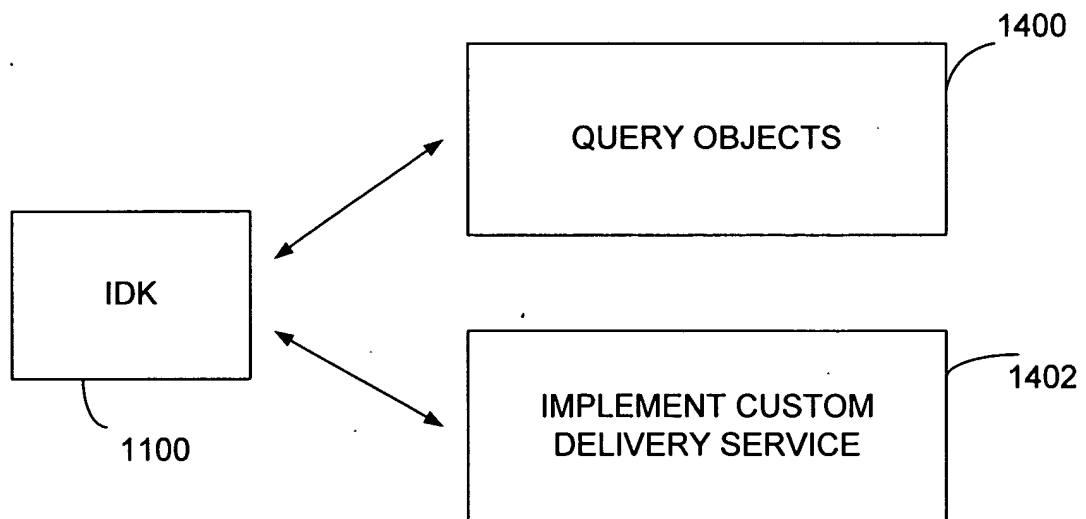 1400
QUERY OBJECTS
IDK
1100
1402
IMPLEMENT CUSTOM
DELIVERY SERVICE